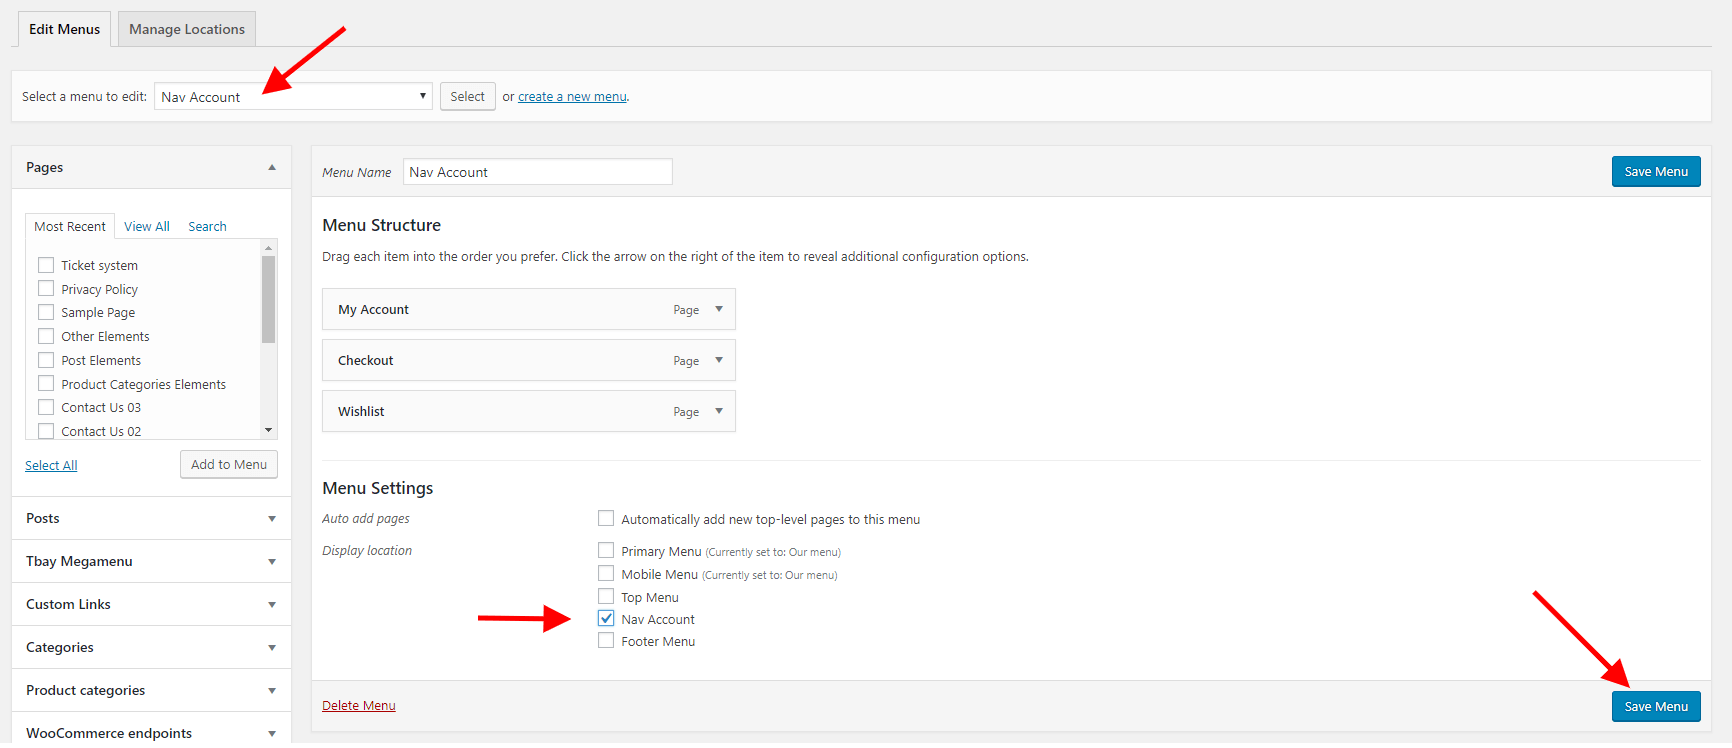 Edit Menus Manage Locations
Select a menu to edit: Nav Account Select or create a new menu.
Pages
Most Recent View All Search
Ticket system
Privacy Policy
Sample Page
Other Elements
Post Elements
Product Categories Elements
Contact Us 03
Contact Us 02
Select All Add to Menu
Posts
Tbay Megamenu
Custom Links
Categories
Product categories
WooCommerce endpoints
Menu Name Nav Account Save Menu
Menu Structure
Drag each item into the order you prefer. Click the arrow on the right of the item to reveal additional configuration options.
My Account Page
Checkout Page
Wishlist Page
Menu Settings
Auto add pages Automatically add new top-level pages to this menu
Display location Primary Menu (Currently set to: Our menu)
Mobile Menu (Currently set to: Our menu)
Top Menu
Nav Account
Footer Menu
Delete Menu Save Menu